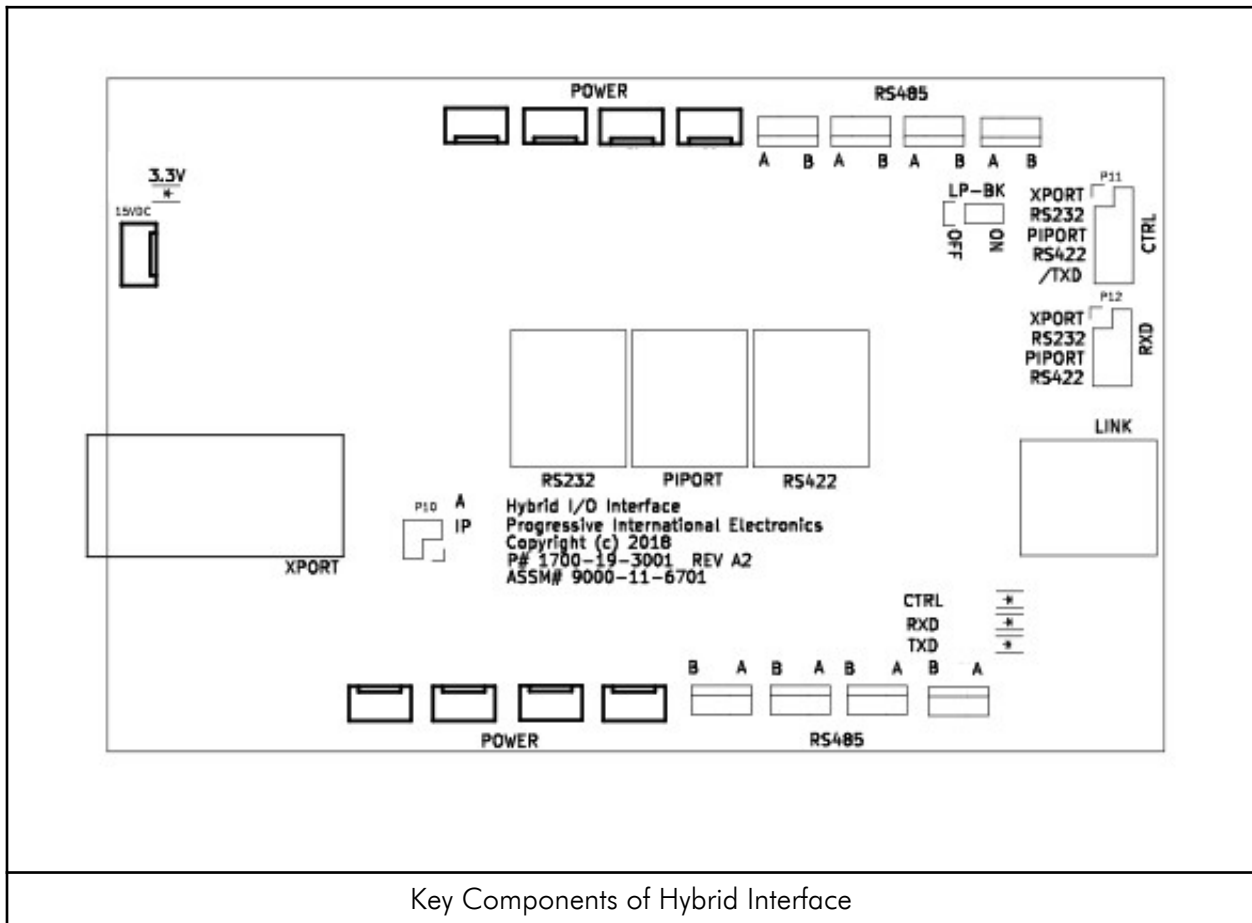 POWER
RS485
A B A B A B A B
3.3V
15VDC
LP-BK
OFF
ON
P11
XPORT
RS232
PIPORT
RS422
/TXD
CTRL
P12
XPORT
RS232
PIPORT
RS422
RXD
LINK
RS232
PIPORT
RS422
XPORT
P10
A
IP
Hybrid I/O Interface
Progressive International Electronics
Copyright (c) 2018
P# 1700-19-3001 REV A2
ASSM# 9000-11-6701
CTRL
RXD
TXD
B A B A B A B A
POWER
RS485
Key Components of Hybrid Interface